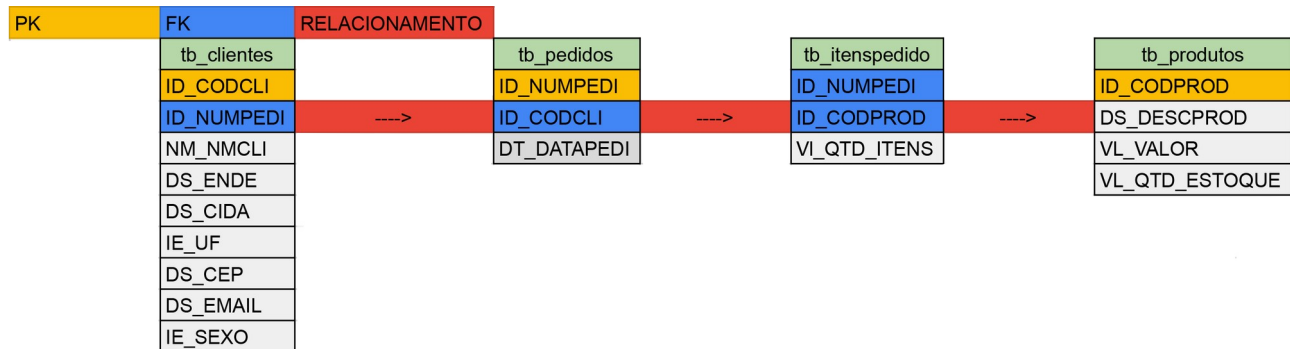 PK FK RELACIONAMENTO
tb_clientes tb_pedidos tb_itenspedido tb_produtos
ID_CODCLI ID_NUMPEDI ID_NUMPEDI ID_CODPROD
ID_NUMPEDI ----> ID_CODCLI ----> ID_CODPROD ----> DS_DESCPROD
NM_NMCLI DT_DATAPEDI VI_QTD_ITENS VL_VALOR
DS_ENDE VL_QTD_ESTOQUE
DS_CIDA
IE_UF
DS_CEP
DS_EMAIL
IE_SEXO